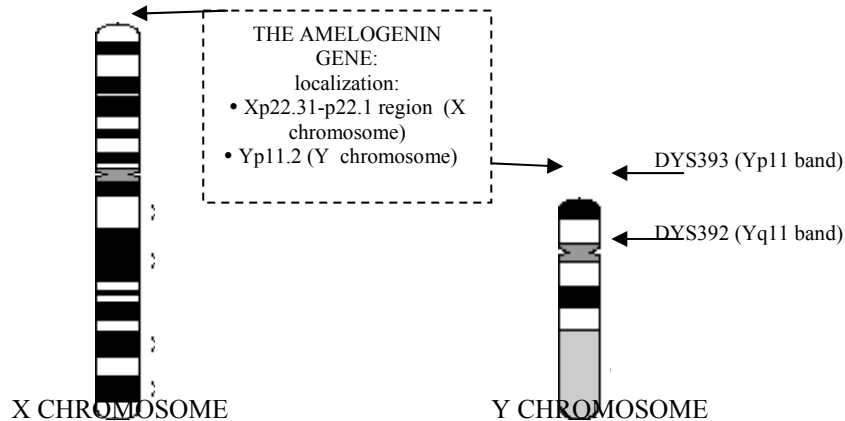 THE AMELOGENIN
GENE:
localization:
• Xp22.31-p22.1 region (X
chromosome)
• Yp11.2 (Y chromosome)
DYS393 (Yp11 band)
DYS392 (Yq11 band)
X CHROMOSOME
Y CHROMOSOME